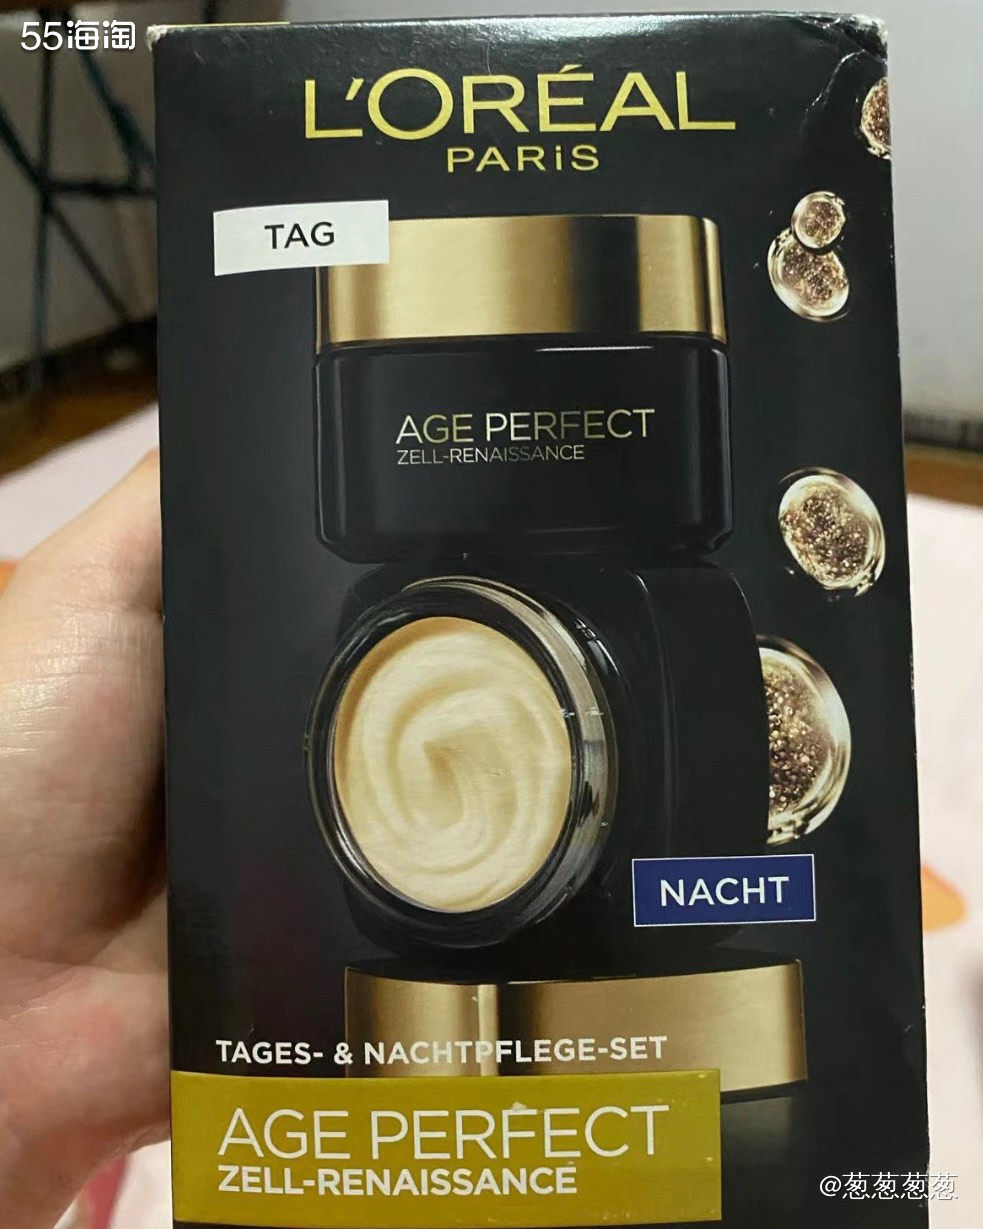 55海淘
L'ORÉAL
PARiS
TAG
AGE PERFECT
ZELL-RENAISSANCE
NACHT
TAGES- & NACHTPFLEGE-SET
AGE PERFECT
ZELL-RENAISSANCE
@葱葱葱葱